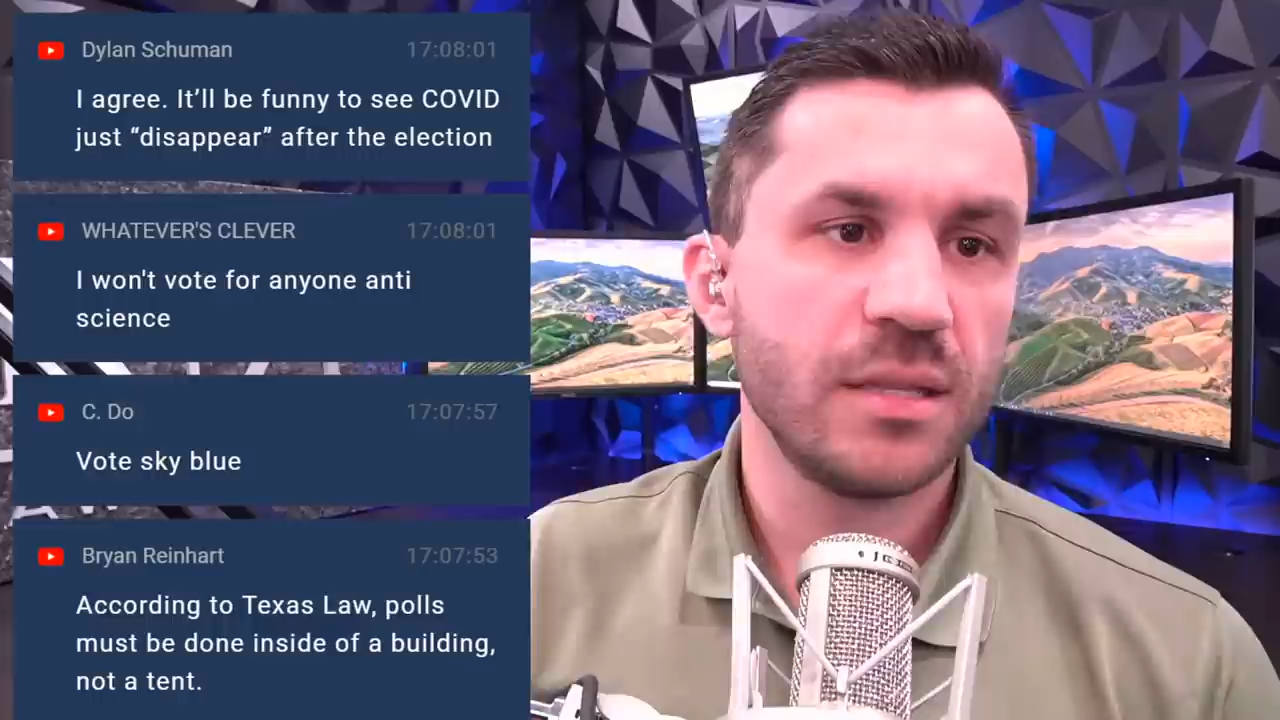 Dylan Schuman 17:08:01
I agree. It’ll be funny to see COVID
just “disappear” after the election
WHATEVER'S CLEVER 17:08:01
I won't vote for anyone anti
science
C. Do 17:07:57
Vote sky blue
Bryan Reinhart 17:07:53
According to Texas Law, polls
must be done inside of a building,
not a tent.